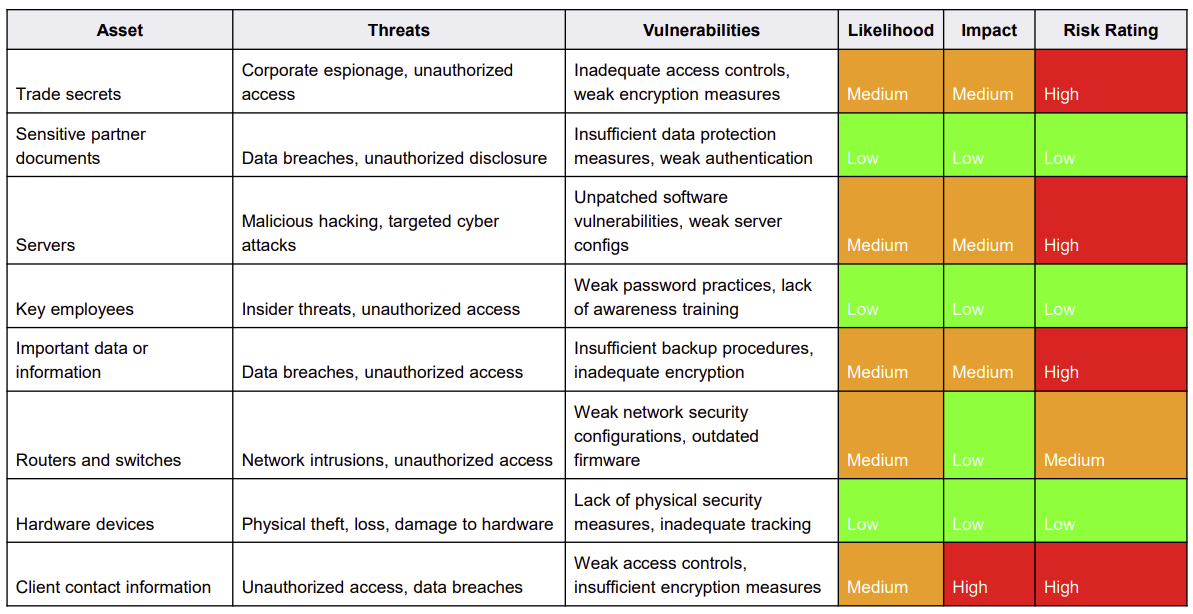 Asset Threats Vulnerabilities Likelihood Impact Risk Rating
Trade secrets
Corporate espionage, unauthorized
access
Inadequate access controls,
weak encryption measures
Medium
Medium
High
Sensitive partner
documents
Data breaches, unauthorized disclosure
Insufficient data protection
measures, weak authentication
Low
Low
Low
Servers
Malicious hacking, targeted cyber
attacks
Unpatched software
vulnerabilities, weak server
configs
Medium
Medium
High
Key employees
Insider threats, unauthorized access
Weak password practices, lack
of awareness training
Low
Low
Low
Important data or
information
Data breaches, unauthorized access
Insufficient backup procedures,
inadequate encryption
Medium
Medium
High
Routers and switches
Network intrusions, unauthorized access
Weak network security
configurations, outdated
firmware
Medium
Low
Medium
Hardware devices
Physical theft, loss, damage to hardware
Lack of physical security
measures, inadequate tracking
Low
Low
Low
Client contact information
Unauthorized access, data breaches
Weak access controls,
insufficient encryption measures
Medium
High
High